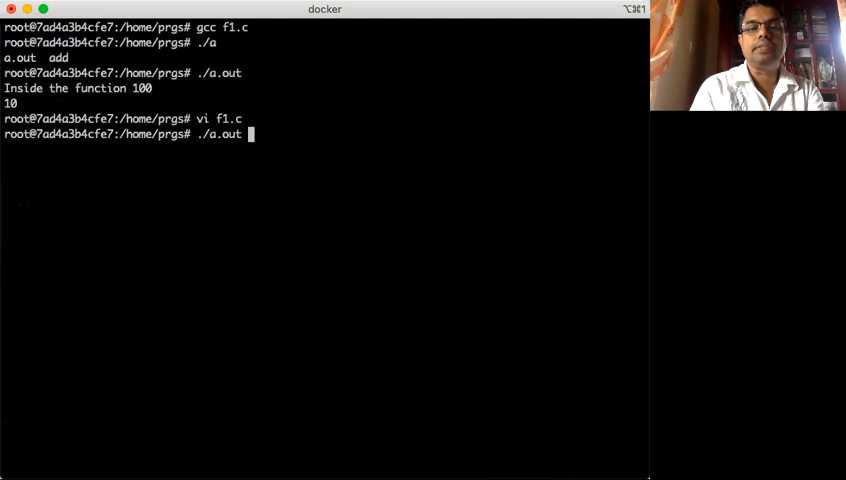 docker
⌥⌘1
root@7ad4a3b4cfe7:/home/prgs# gcc f1.c
root@7ad4a3b4cfe7:/home/prgs# ./a
a.out  add
root@7ad4a3b4cfe7:/home/prgs# ./a.out
Inside the function 100
10
root@7ad4a3b4cfe7:/home/prgs# vi f1.c
root@7ad4a3b4cfe7:/home/prgs# ./a.out